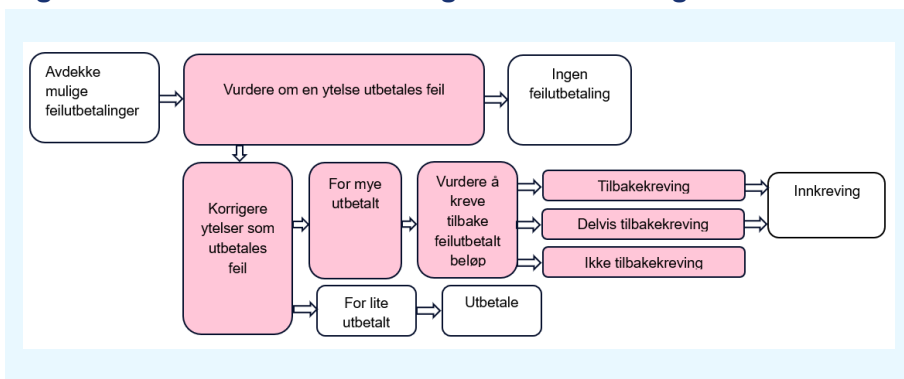 Avdekke
mulige
feilutbetalinger
Vurdere om en ytelse utbetales feil
Ingen
feilutbetaling
Korrigere
ytelser som
utbetales
feil
For mye
utbetalt
Vurdere å
kreve
tilbake
feilutbetalt
beløp
Tilbakekreving
Delvis tilbakekreving
Ikke tilbakekreving
Innkreving
For lite
utbetalt
Utbetale